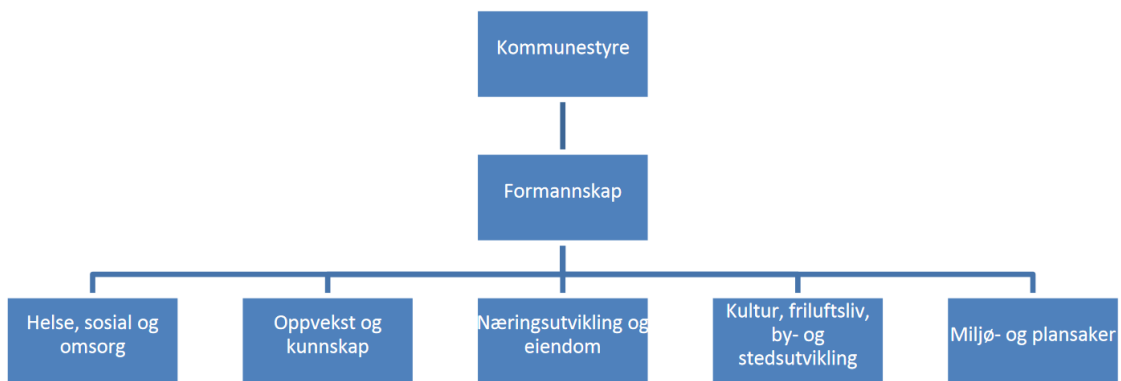 Kommunestyre
Formannskap
Helse, sosial og
omsorg
Oppvekst og
kunnskap
Næringsutvikling og
eiendom
Kultur, friluftsliv,
by- og
stedsutvikling
Miljø- og plansaker